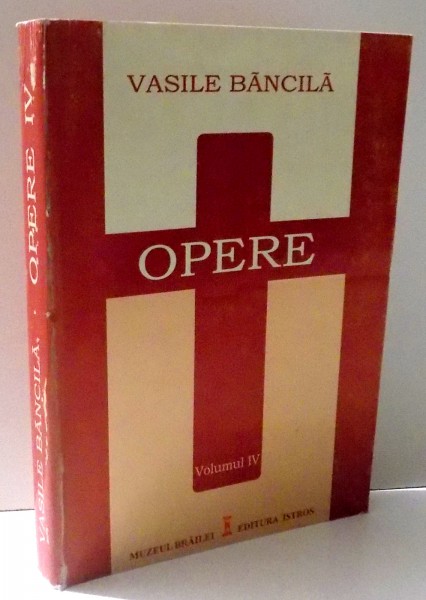 VASILE BĂNCILĂ
OPERE
Volumul IV
MUZEUL BRĂILEI EDITURA ISTROS
VASILE BĂNCILĂ . OPERE IV